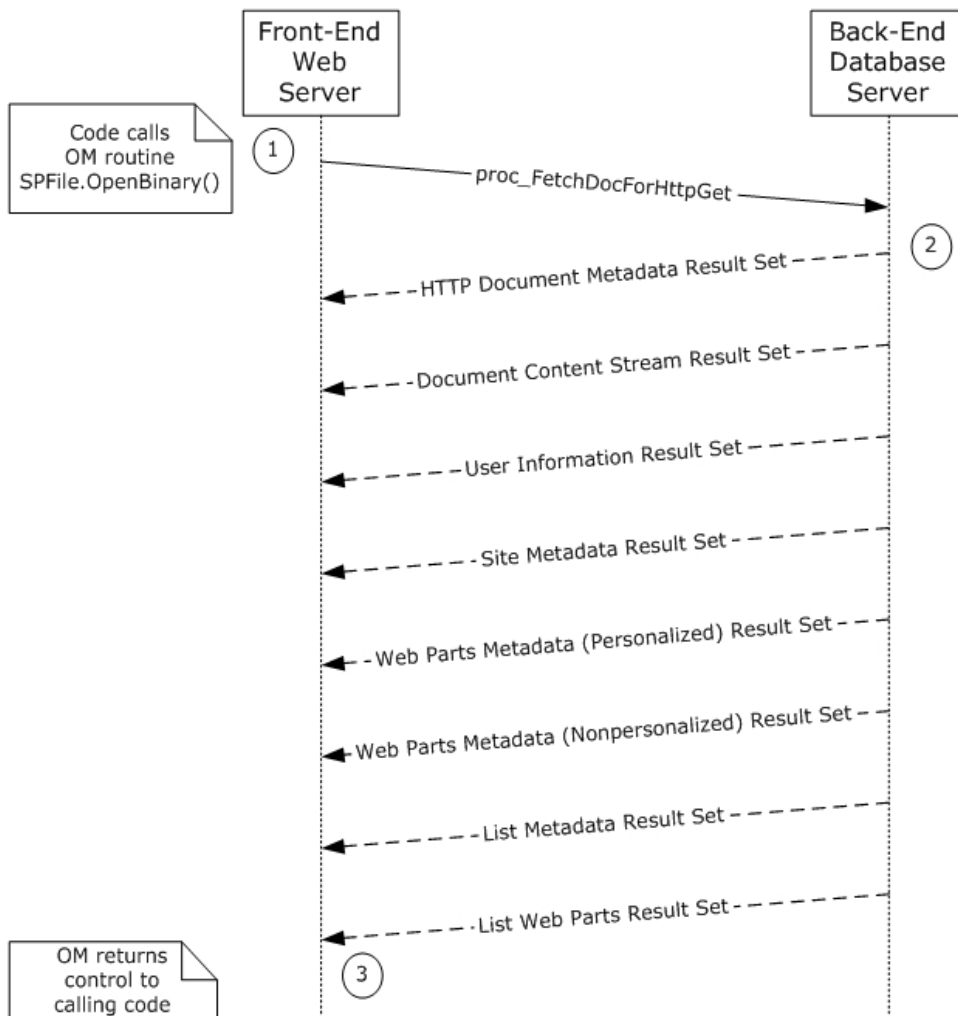 Front-End
Web
Server
Back-End
Database
Server
Code calls
OM routine
SPFile.OpenBinary()
1
proc_FetchDocForHttpGet
2
HTTP Document Metadata Result Set
Document Content Stream Result Set
User Information Result Set
Site Metadata Result Set
Web Parts Metadata (Personalized) Result Set
Web Parts Metadata (Nonpersonalized) Result Set
List Metadata Result Set
List Web Parts Result Set
OM returns
control to
calling code
3